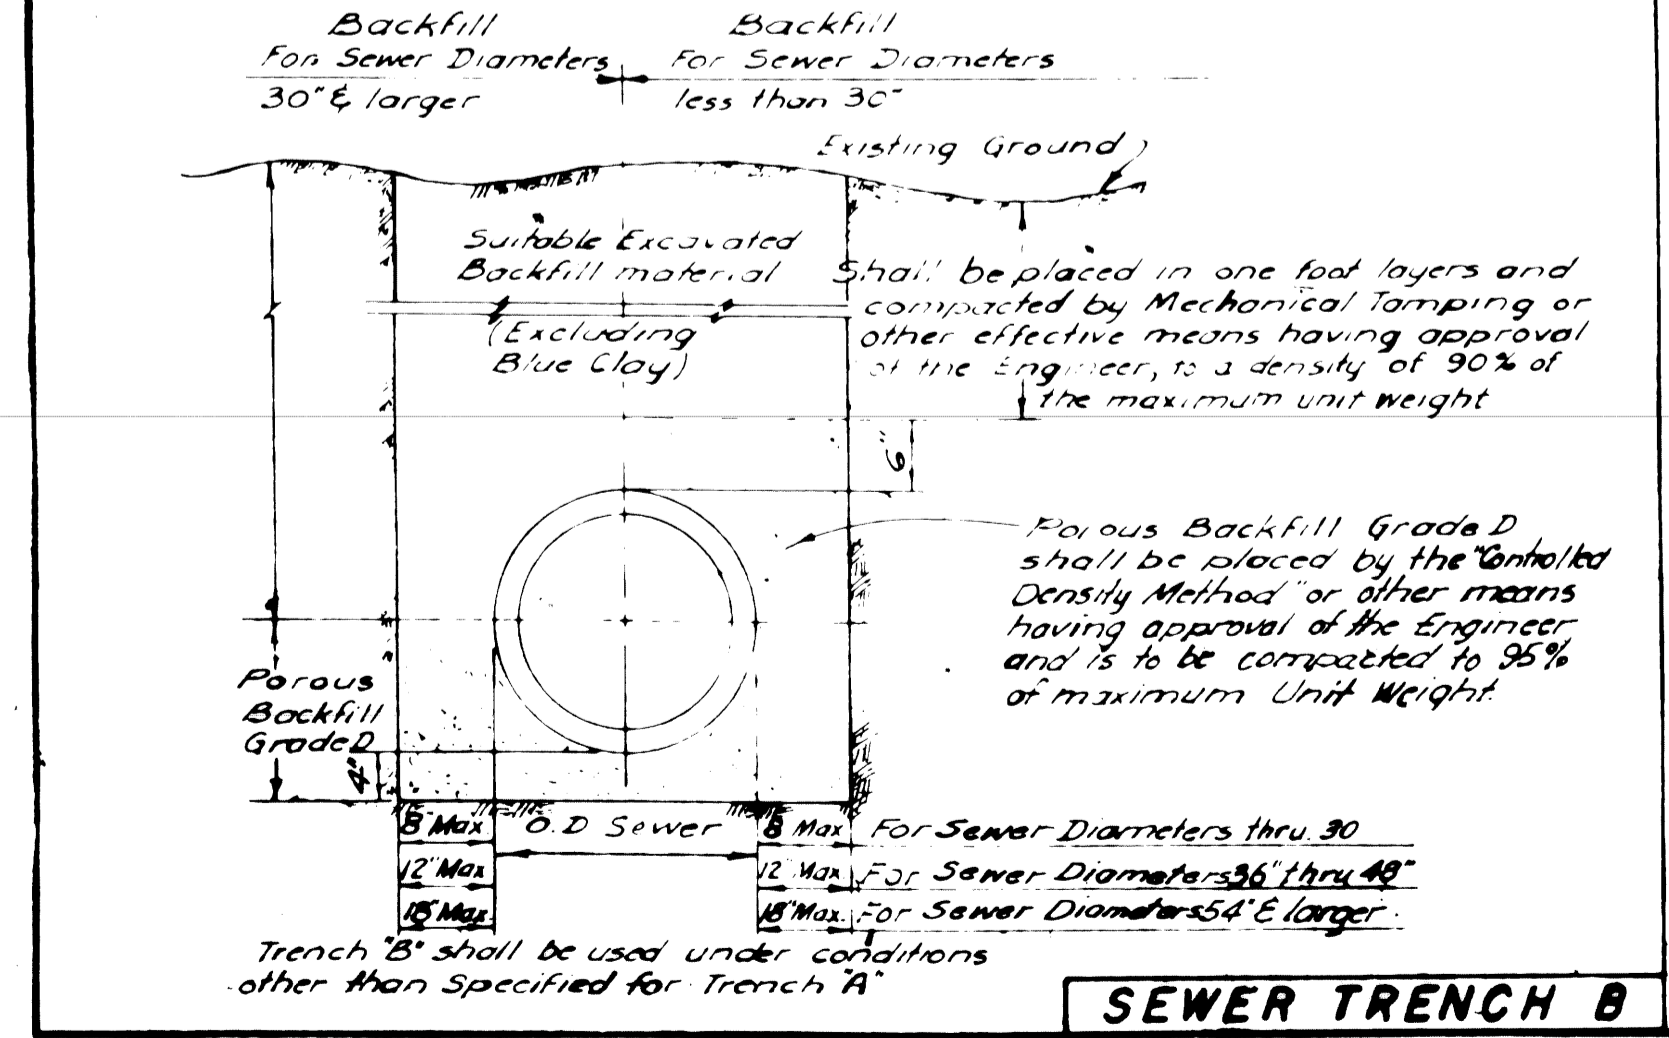 Backfill
For Sewer Diameters
30" & larger
Backfill
For Sewer Diameters
less than 30"
Existing Ground
Suitable Excavated
Backfill material
(Excluding
Blue Clay)
Shall be placed in one foot layers and
compacted by Mechanical Tamping or
other effective means having approval
of the Engineer, to a density of 90% of
the maximum unit weight
6"
Porous Backfill Grade D
shall be placed by the "Controlled
Density Method" or other means
having approval of the Engineer
and is to be compacted to 95%
of maximum Unit Weight.
Porous
Backfill
Grade D
4"
8" Max O.D Sewer 8 Max For Sewer Diameters thru. 30
12" Max 12" Max For Sewer Diameters 36" thru 48"
18" Max. 18" Max. For Sewer Diameters 54" & larger.
Trench "B" shall be used under conditions
other than Specified for Trench "A"
SEWER TRENCH B